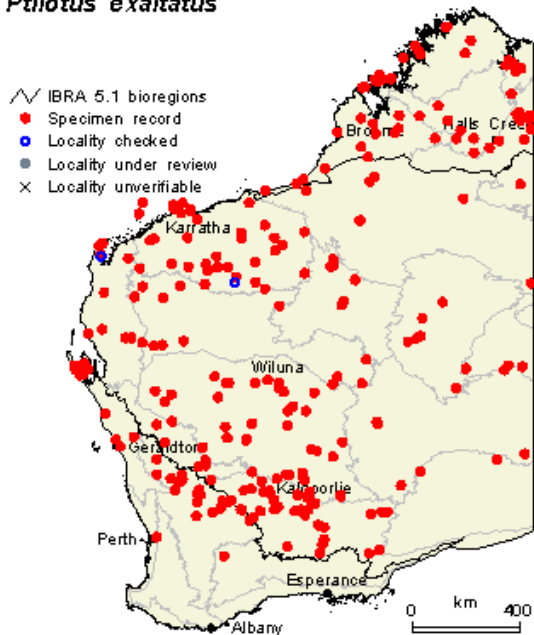 Ptilotus exaltatus
IBRA 5.1 bioregions
Specimen record
Locality checked
Locality under review
Locality unverifiable
Broome
Halls Creek
Karratha
Wiluna
Geraldton
Kalgoorlie
Perth
Esperance
Albany
km
0 400